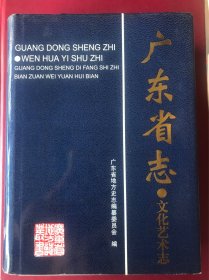 GUANG DONG SHENG ZHI
●WEN HUA YI SHU ZHI
GUANG DONG SHENG DI FANG SHI ZHI
BIAN ZUAN WEI YUAN HUI BIAN
广东省志●文化艺术志
广东省地方史志编纂委员会 编